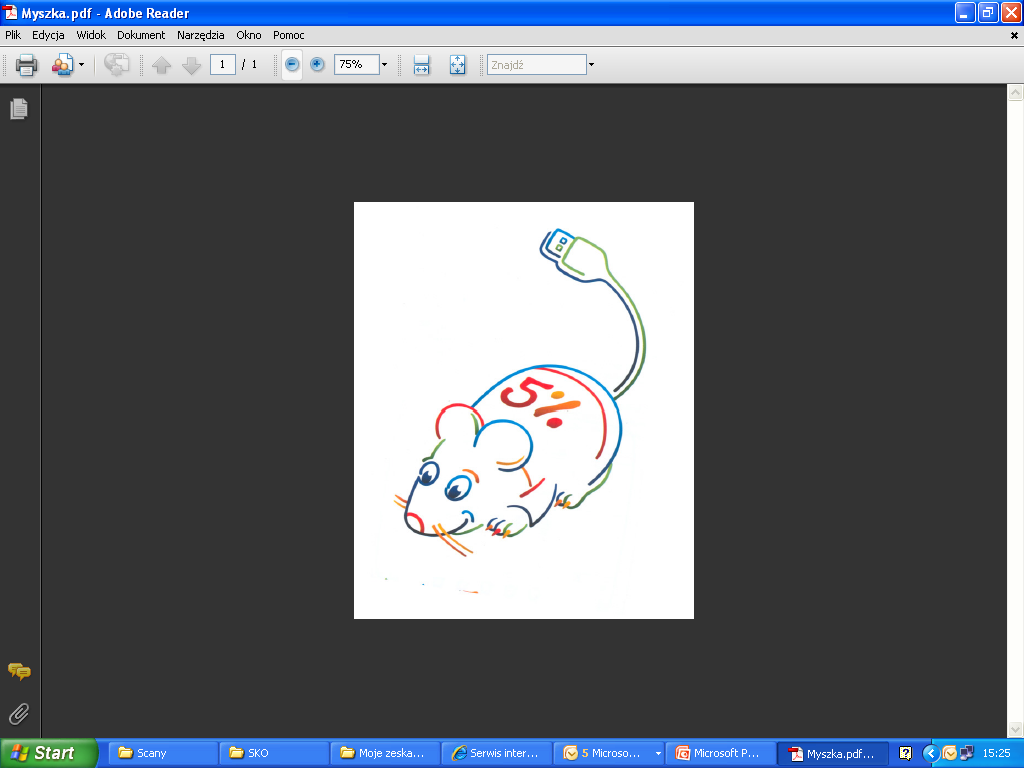 Myszka.pdf - Adobe Reader
Plik Edycja Widok Dokument Narzędzia Okno Pomoc
1 / 1 75% Znajdź
5%
Start Scany SKO Moje zeska... Serwis inter... 5 Microso... Microsoft P... Myszka.pdf... 15:25